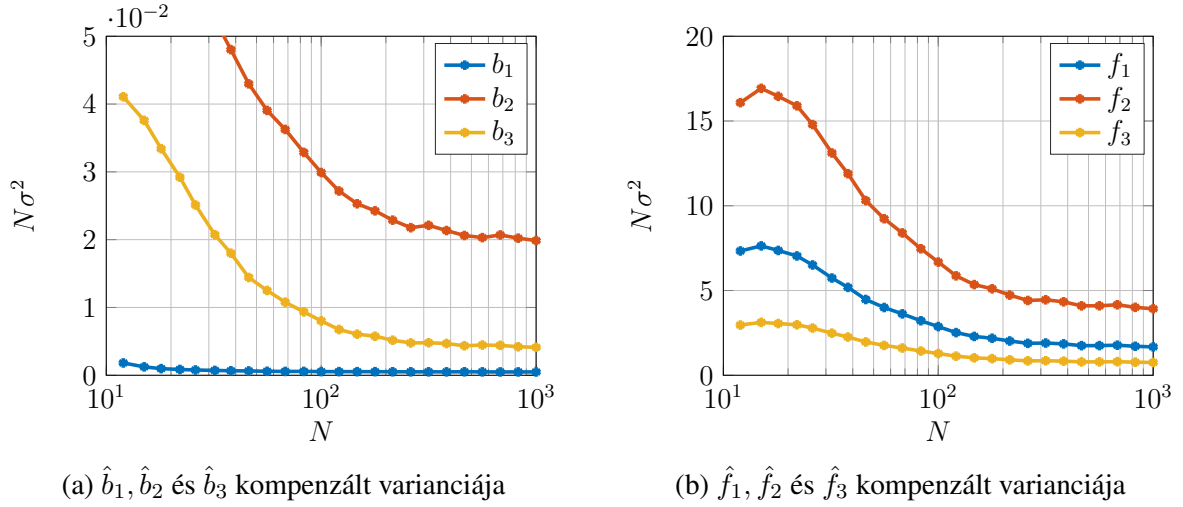 ·10⁻²
5
4
3
2
1
0
10¹
10²
10³
Nσ²
N
b₁
b₂
b₃
(a) b̂₁, b̂₂ és b̂₃ kompenzált varianciája
20
15
10
5
0
10¹
10²
10³
Nσ²
N
f₁
f₂
f₃
(b) f̂₁, f̂₂ és f̂₃ kompenzált varianciája